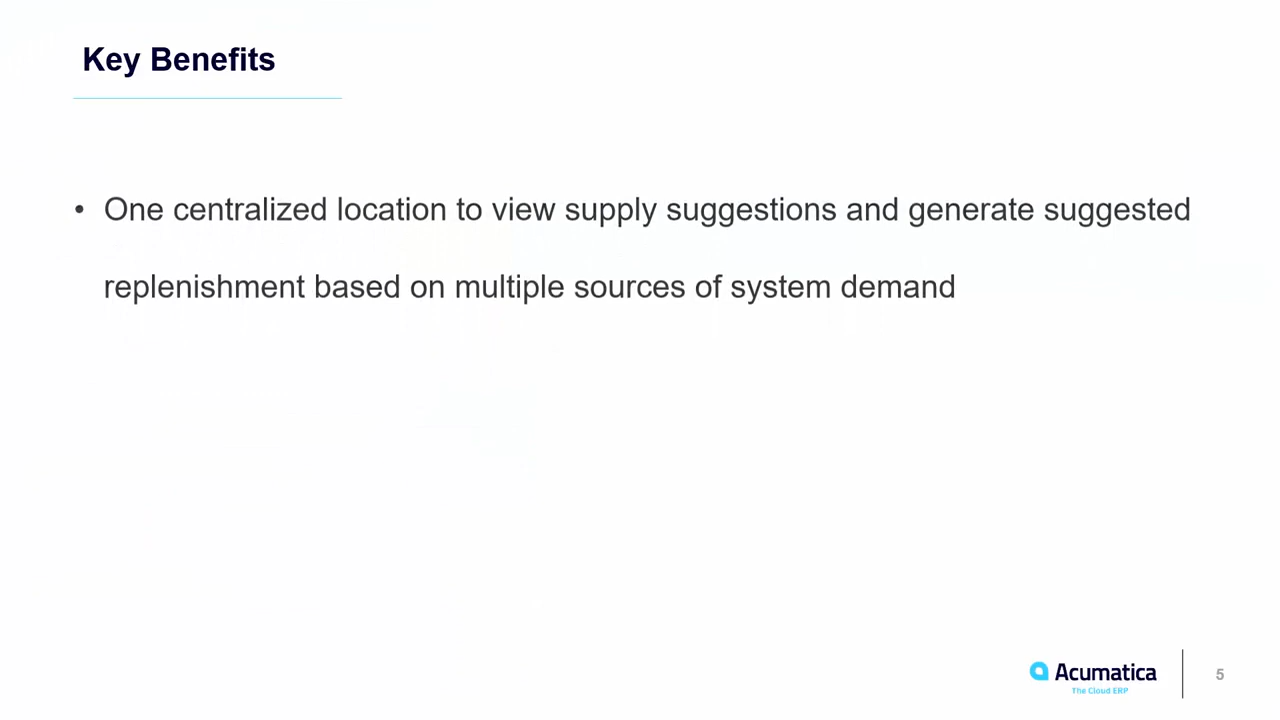 Key Benefits
• One centralized location to view supply suggestions and generate suggested
replenishment based on multiple sources of system demand
Acumatica
The Cloud ERP
5